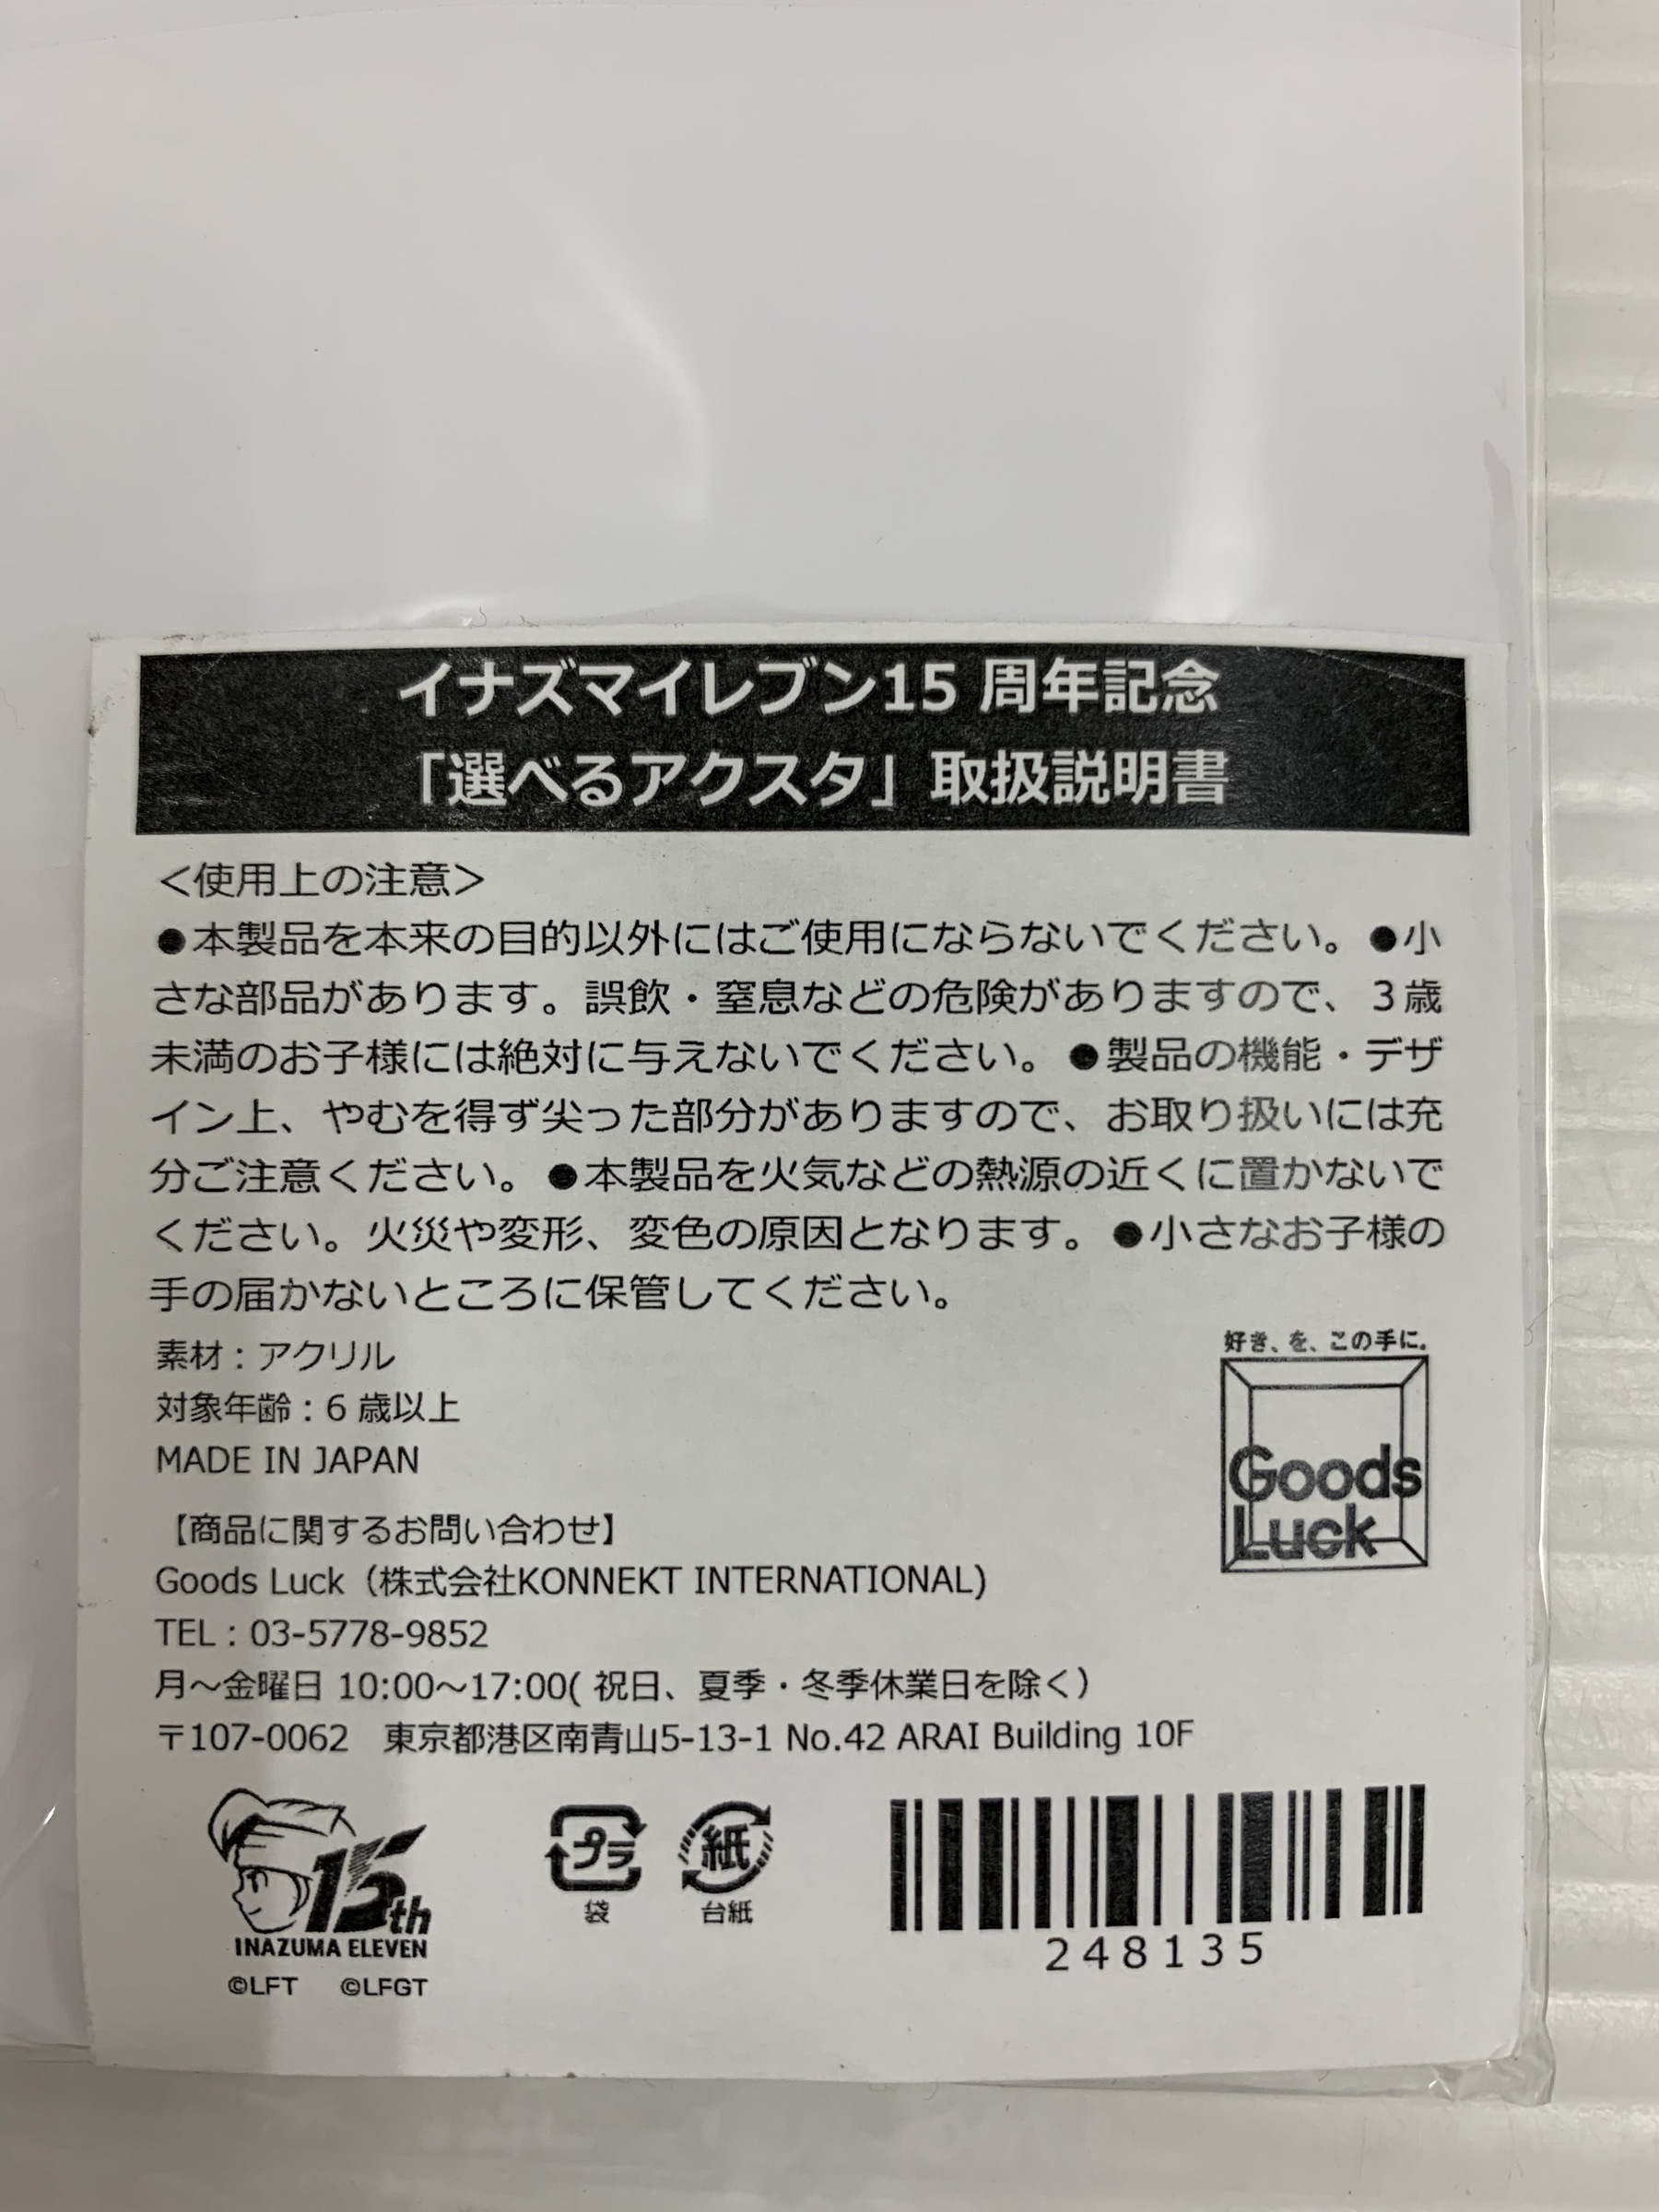 イナズマイレブン15 周年記念
「選べるアクスタ」取扱説明書
＜使用上の注意＞
●本製品を本来の目的以外にはご使用にならないでください。●小
さな部品があります。誤飲・窒息などの危険がありますので、３歳
未満のお子様には絶対に与えないでください。●製品の機能・デザ
イン上、やむを得ず尖った部分がありますので、お取り扱いには充
分ご注意ください。●本製品を火気などの熱源の近くに置かないで
ください。火災や変形、変色の原因となります。●小さなお子様の
手の届かないところに保管してください。
素材：アクリル
対象年齢：6 歳以上
MADE IN JAPAN
好き、を、この手に。
Goods
Luck
【商品に関するお問い合わせ】
Goods Luck（株式会社KONNEKT INTERNATIONAL)
TEL：03-5778-9852
月～金曜日 10:00～17:00( 祝日、夏季・冬季休業日を除く）
〒107-0062　東京都港区南青山5-13-1 No.42 ARAI Building 10F
15th
INAZUMA ELEVEN
©LFT ©LFGT
プラ
袋
紙
台紙
248135